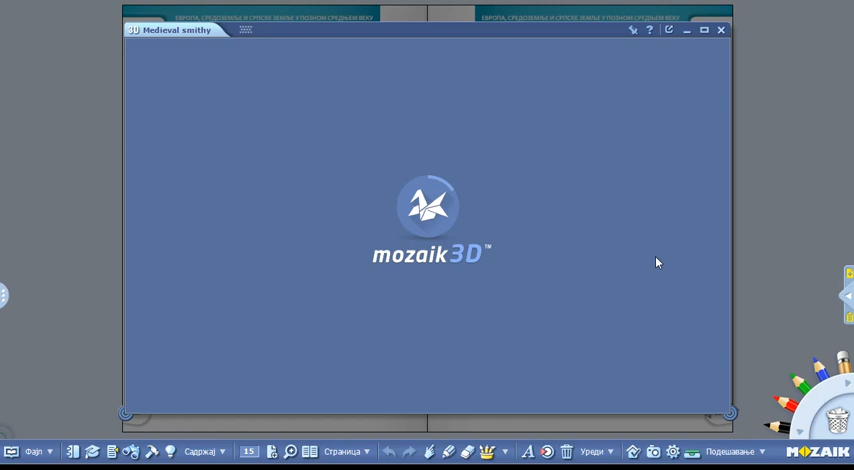 ЕВРОПА, СРЕДОЗЕМЉЕ И СРПСКЕ ЗЕМЉЕ У ПОЗНОМ СРЕДЊЕМ ВЕКУ
ЕВРОПА, СРЕДОЗЕМЉЕ И СРПСКЕ ЗЕМЉЕ У ПОЗНОМ СРЕДЊЕМ ВЕКУ
3D Medieval smithy
?
mozaik3D™
Фајл
Садржај
15
Страница
A
Уреди
Подешавање
MOZAIK